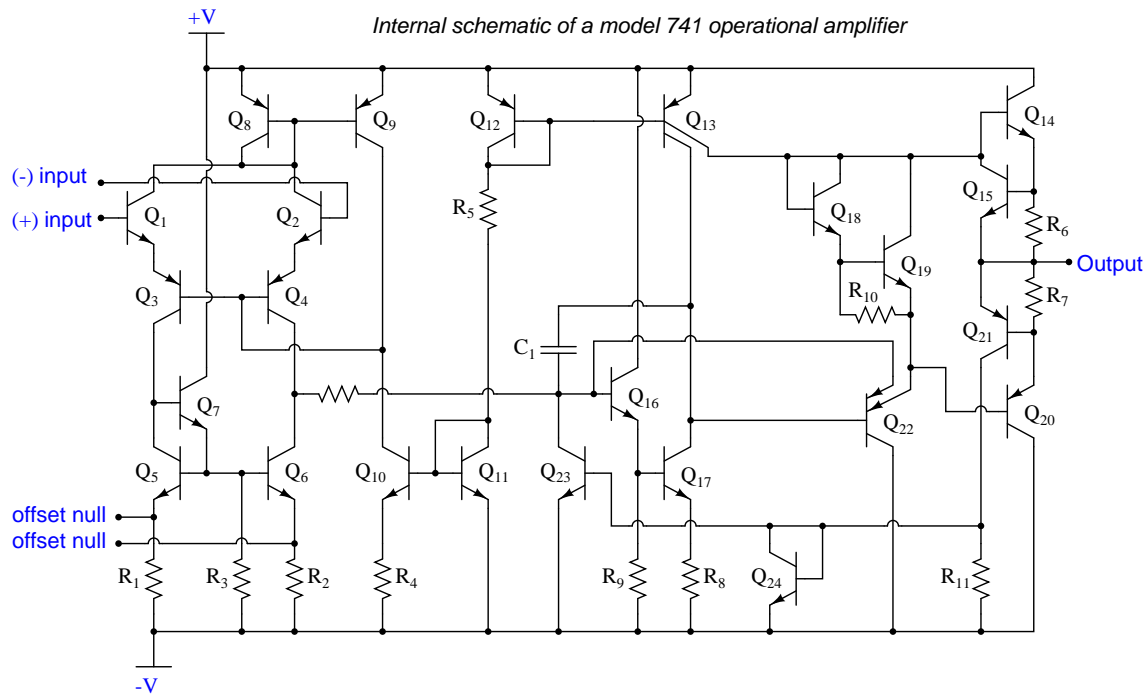 +V
Internal schematic of a model 741 operational amplifier
Q8
Q9
Q12
Q13
Q14
(-) input
(+) input
Q1
Q2
R5
Q18
Q15
R6
Output
Q3
Q4
Q19
R10
R7
Q21
C1
Q7
Q16
Q22
Q20
Q5
Q6
Q10
Q11
Q23
Q17
offset null
offset null
R1
R3
R2
R4
R9
R8
Q24
R11
-V